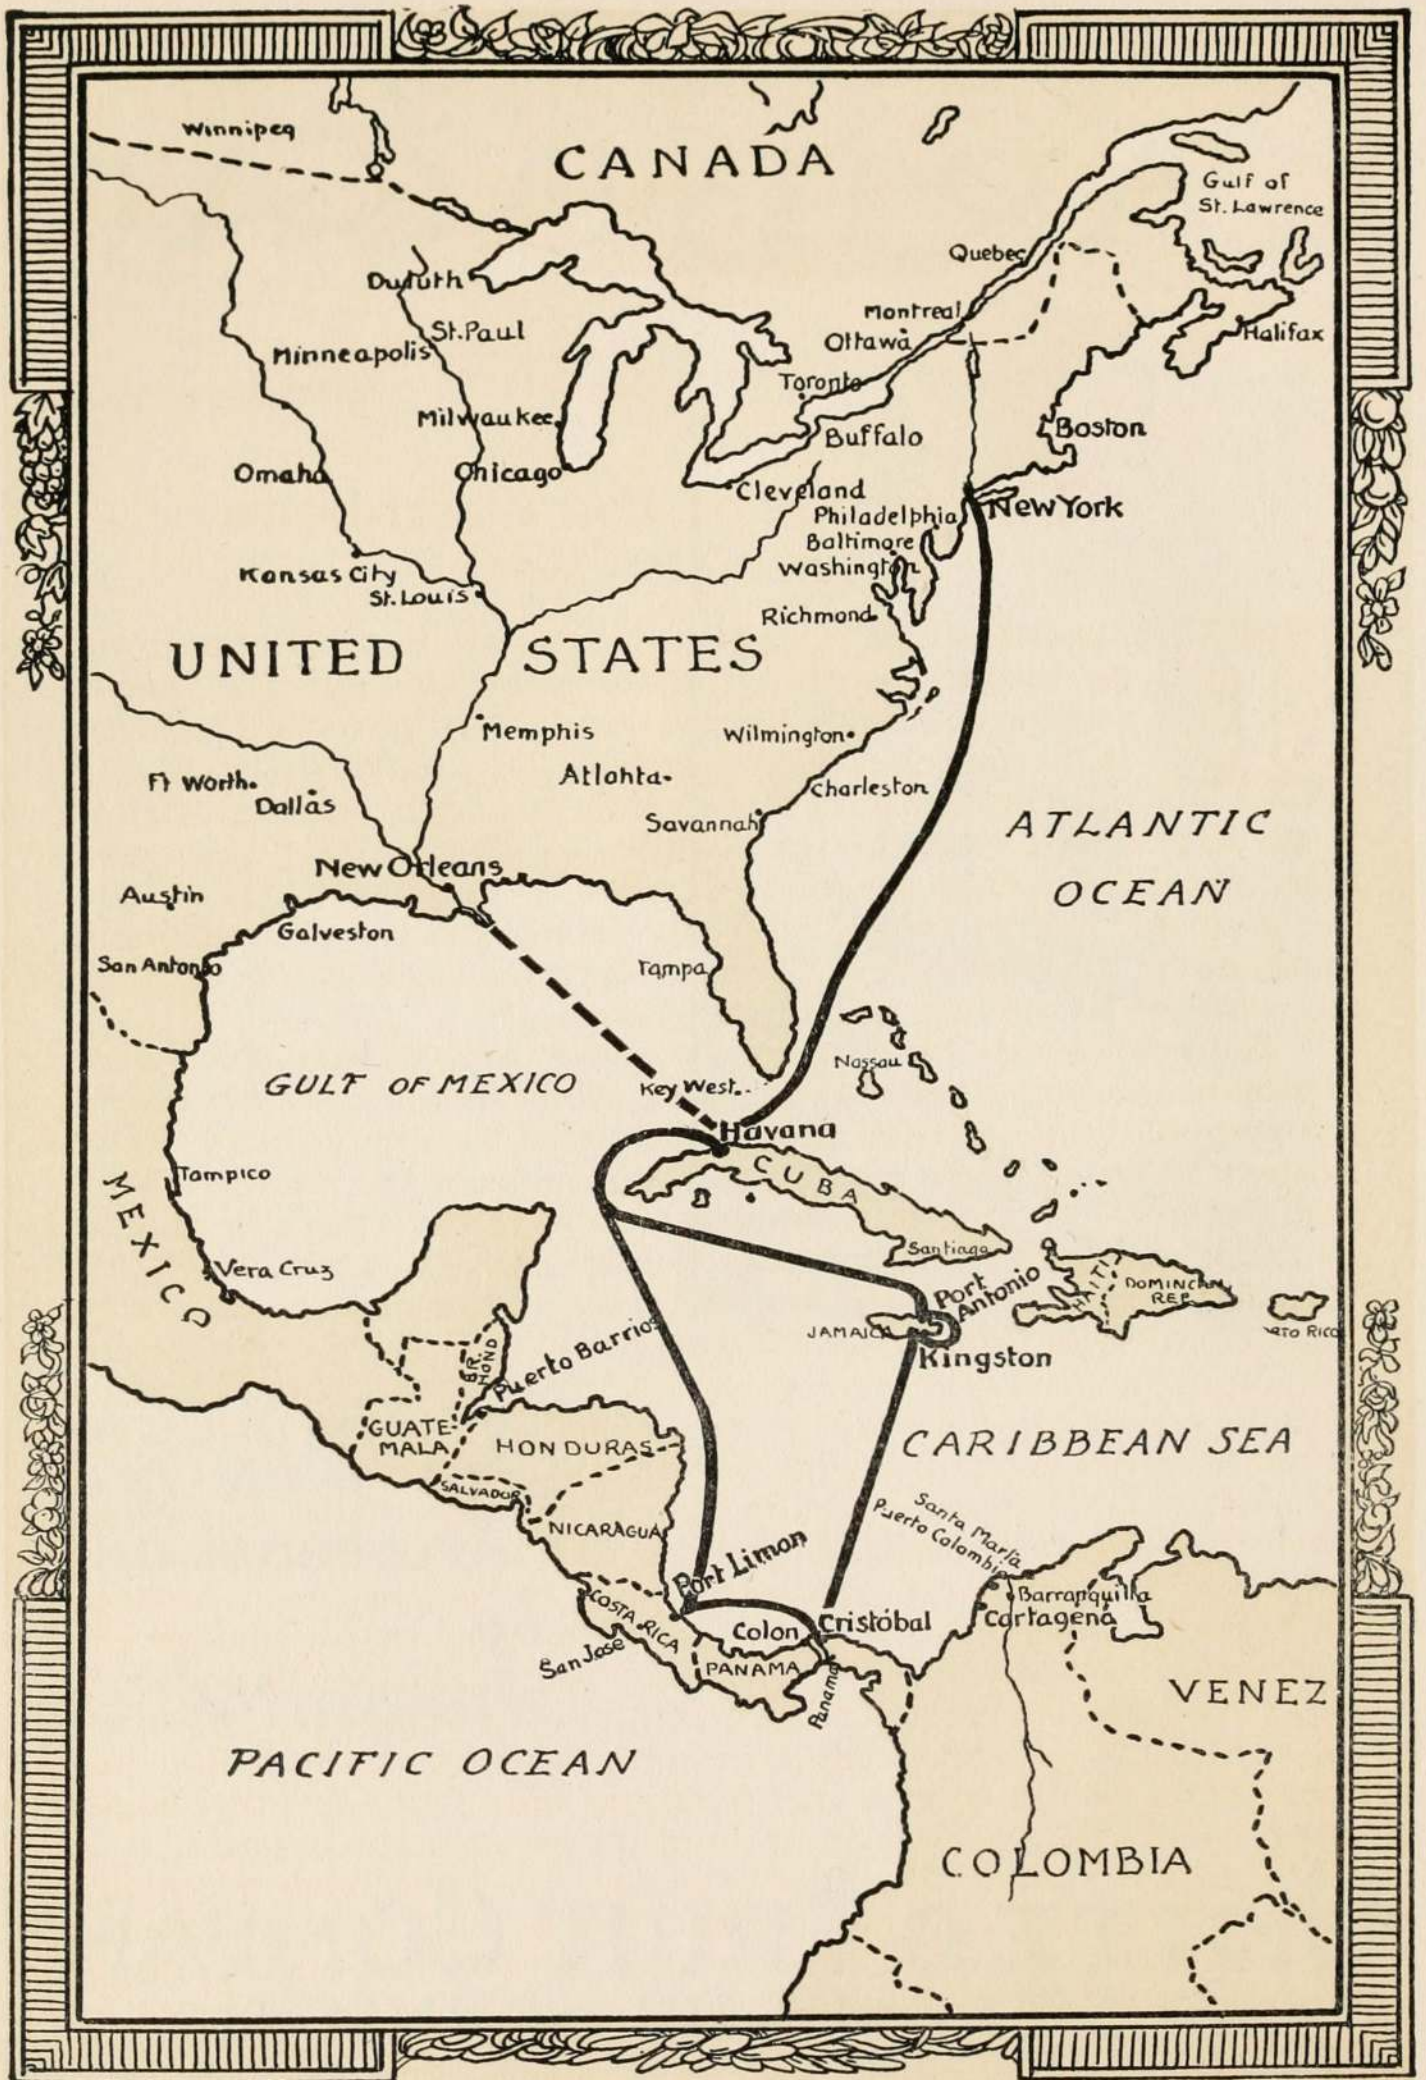 Winnipeg
CANADA
Gulf of
St. Lawrence
Quebec
Duluth
Montreal
St. Paul
Ottawa
Halifax
Minneapolis
Toronto
Milwaukee
Boston
Buffalo
Omaha
Chicago
Cleveland
New York
Philadelphia
Baltimore
Washington
Kansas City
St. Louis
Richmond
UNITED STATES
Memphis
Wilmington
Atlanta
Ft Worth
Charleston
Dallas
Savannah
ATLANTIC
OCEAN
New Orleans
Austin
Galveston
San Antonio
Tampa
Nassau
GULF OF MEXICO
Key West
Havana
CUBA
Tampico
MEXICO
Santiago
Vera Cruz
Port
Antonio
HAITI
DOMINCAN
REP.
JAMAICA
RTO RICO
Kingston
Puerto Barrios
BR.
HOND
GUATE-
MALA
HONDURAS
CARIBBEAN SEA
SALVADOR
NICARAGUA
Santa Marta
Puerto Colombia
Port Limon
Barranquilla
Cartagena
COSTA RICA
Colon
Cristóbal
San Jose
PANAMA
Panama
VENEZ
PACIFIC OCEAN
COLOMBIA